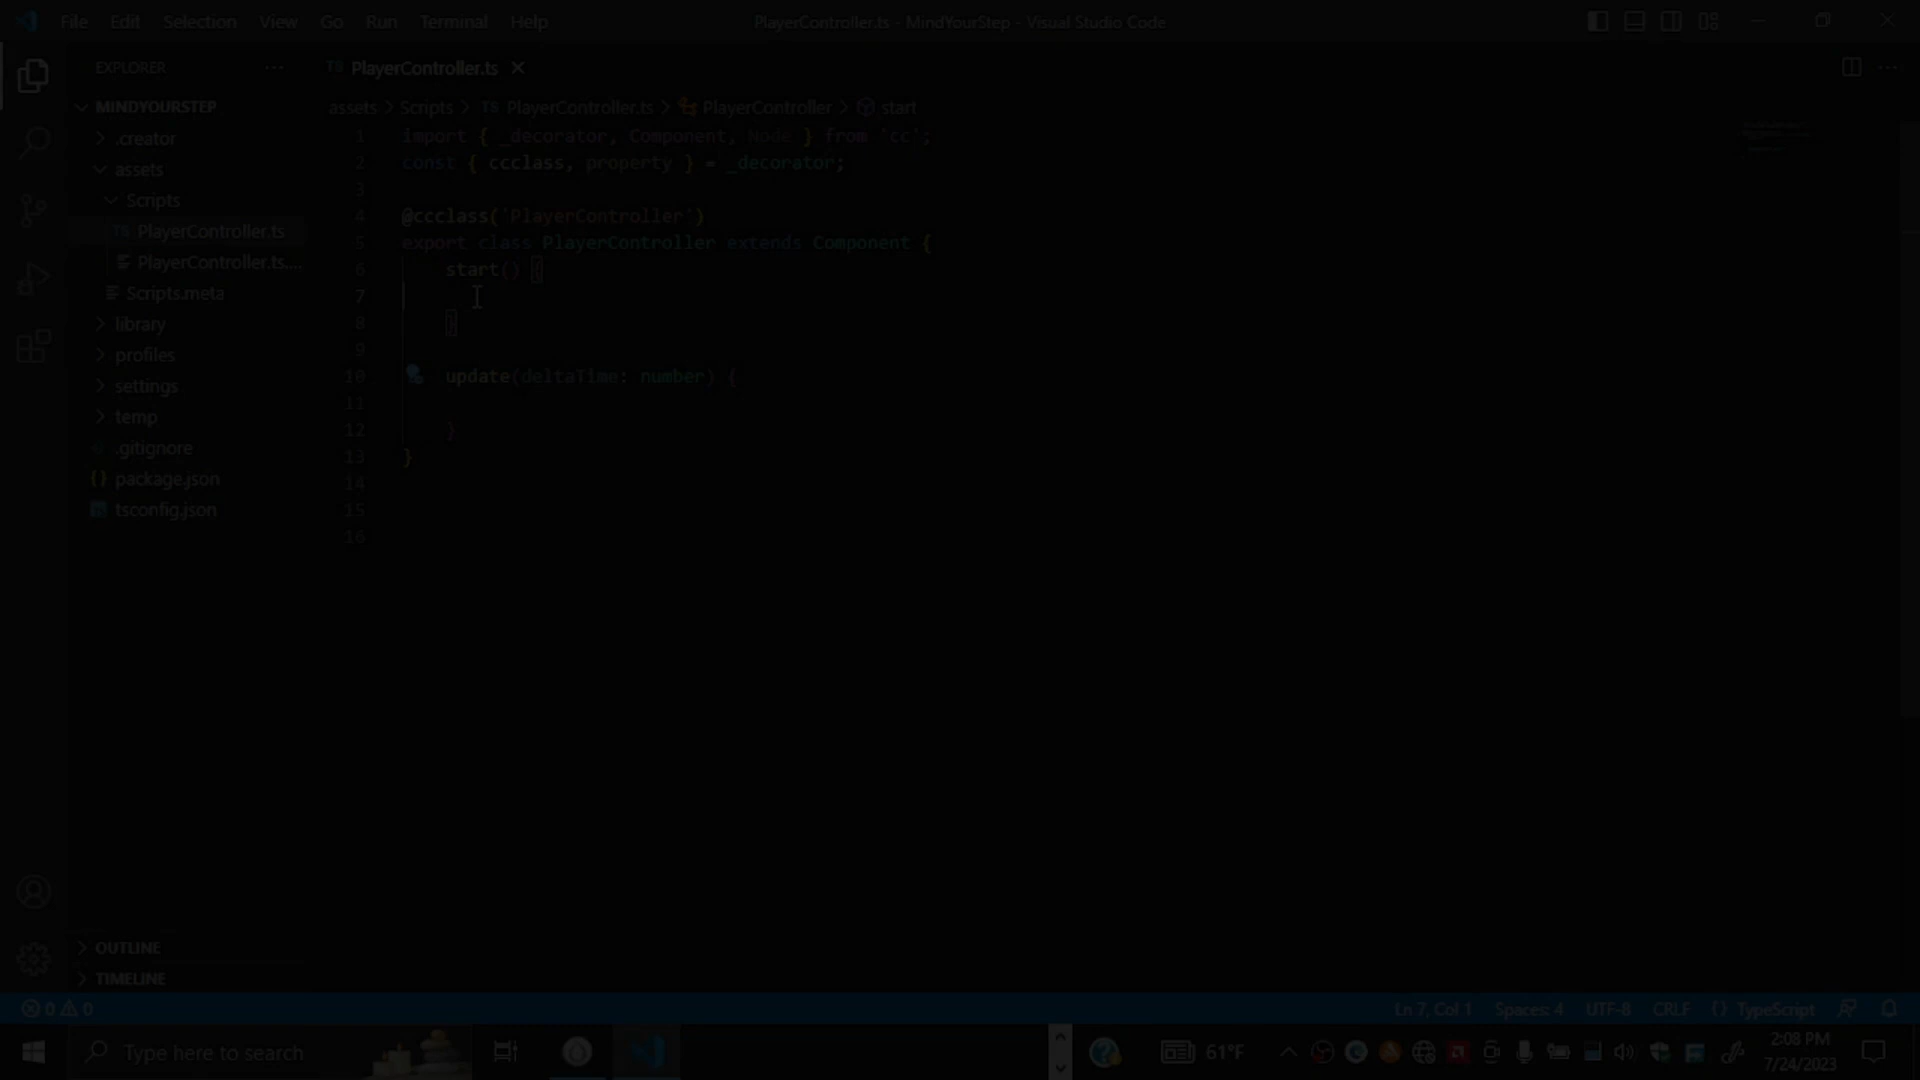 File Edit Selection View Go Run Terminal Help
PlayerController.ts - MindYourStep - Visual Studio Code
EXPLORER
TS PlayerController.ts
MINDYOURSTEP
.creator
assets
Scripts
TS PlayerController.ts
PlayerController.ts....
Scripts.meta
library
profiles
settings
temp
.gitignore
{} package.json
tsconfig.json
OUTLINE
TIMELINE
assets > Scripts > TS PlayerController.ts > PlayerController > start
1 import { _decorator, Component, Node } from 'cc';
2 const { ccclass, property } = _decorator;
3
4 @ccclass('PlayerController')
5 export class PlayerController extends Component {
6 start() {
7
8 }
9
10 update(deltaTime: number) {
11
12 }
13 }
14
15
16
0 0
Ln 7, Col 1 Spaces: 4 UTF-8 CRLF {} TypeScript
Type here to search
61°F
2:08 PM
7/24/2023